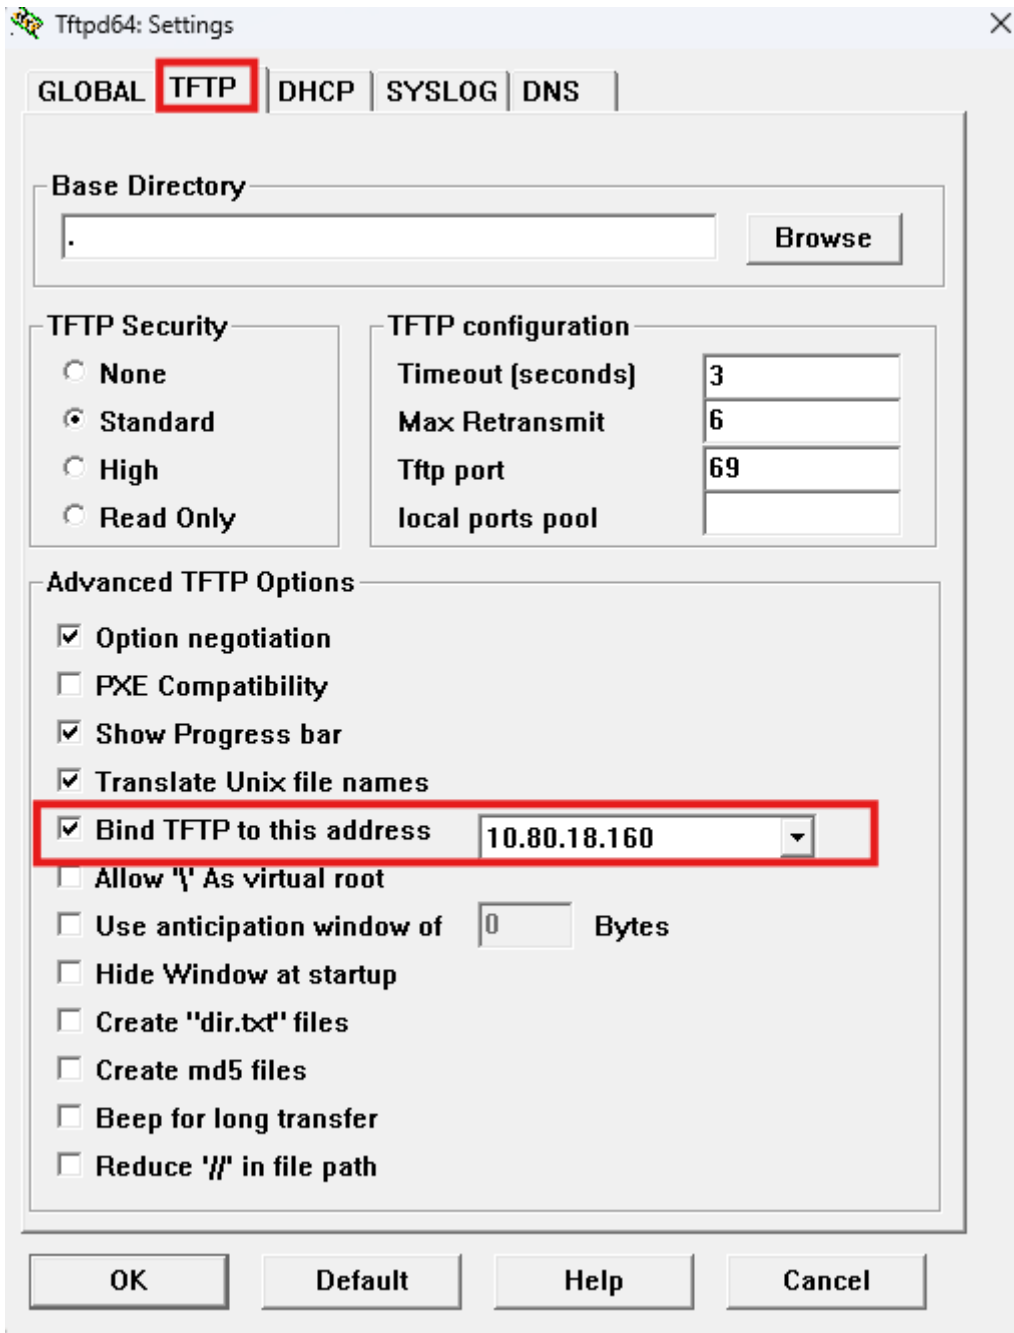 Tftpd64: Settings
GLOBAL TFTP DHCP SYSLOG DNS
Base Directory
. Browse
TFTP Security
None
Standard
High
Read Only
TFTP configuration
Timeout (seconds) 3
Max Retransmit 6
Tftp port 69
local ports pool
Advanced TFTP Options
Option negotiation
PXE Compatibility
Show Progress bar
Translate Unix file names
Bind TFTP to this address 10.80.18.160
Allow '\' As virtual root
Use anticipation window of 0 Bytes
Hide Window at startup
Create "dir.txt" files
Create md5 files
Beep for long transfer
Reduce '//' in file path
OK Default Help Cancel